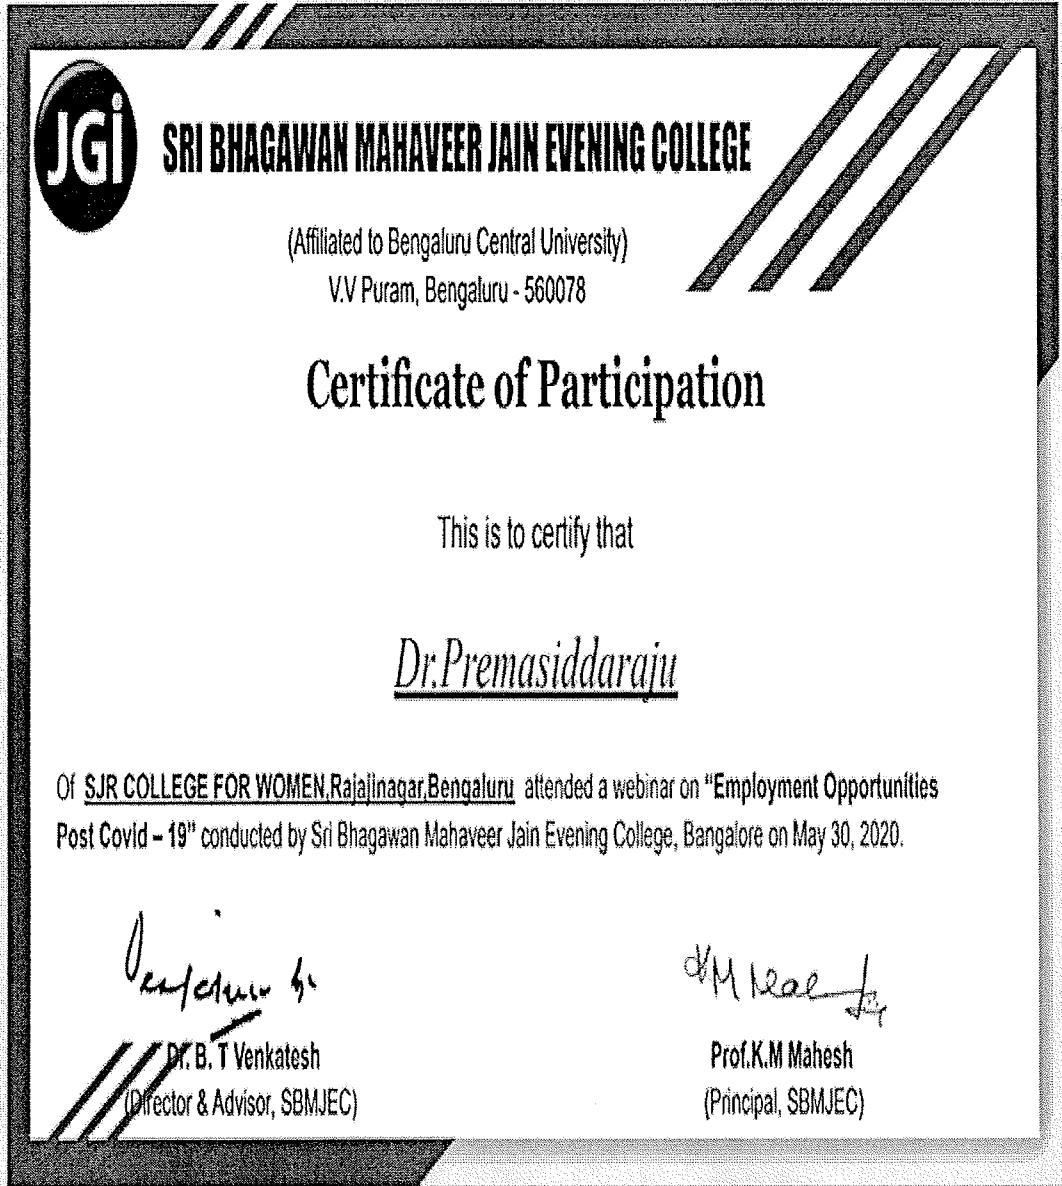 JGi
SRI BHAGAWAN MAHAVEER JAIN EVENING COLLEGE
(Affiliated to Bengaluru Central University)
V.V Puram, Bengaluru - 560078
Certificate of Participation
This is to certify that
Dr.Premasiddaraju
Of SJR COLLEGE FOR WOMEN,Rajajinagar,Bengaluru attended a webinar on "Employment Opportunities
Post Covid – 19" conducted by Sri Bhagawan Mahaveer Jain Evening College, Bangalore on May 30, 2020.
Dr. B. T Venkatesh
(Director & Advisor, SBMJEC)
Prof.K.M Mahesh
(Principal, SBMJEC)